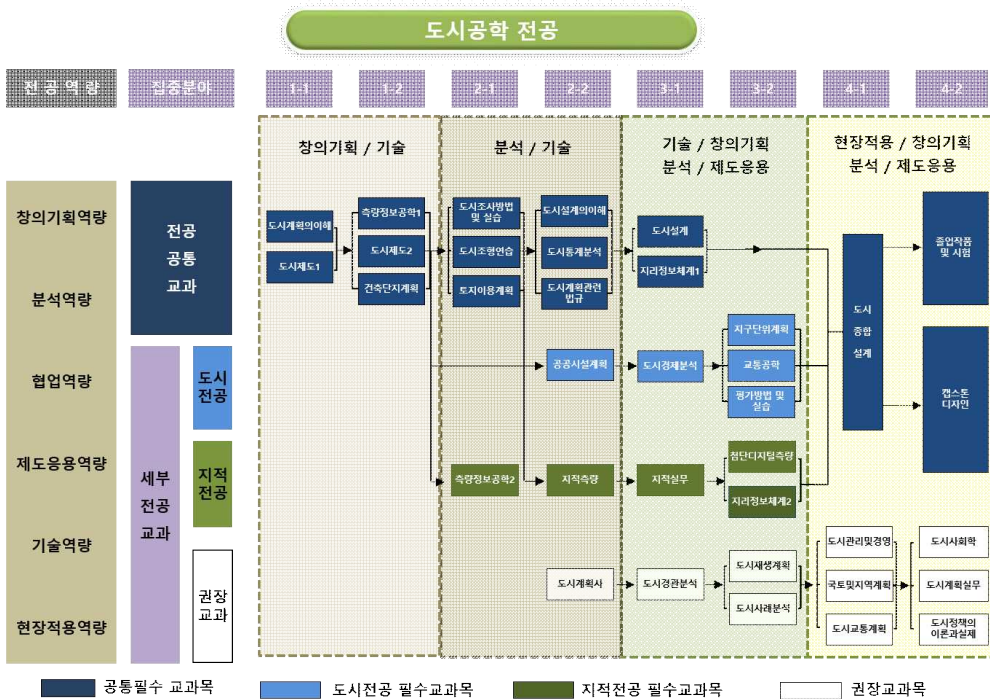 도시공학 전공
전공역량
집중분야
1-1
1-2
2-1
2-2
3-1
3-2
4-1
4-2
창의기획 / 기술
분석 / 기술
기술 / 창의기획
분석 / 제도응용
현장적용 / 창의기획
분석 / 제도응용
창의기획역량
분석역량
협업역량
제도응용역량
기술역량
현장적용역량
전공
공통
교과
세부
전공
교과
도시
전공
지적
전공
권장
교과
도시계획의이해
도시제도1
측량정보공학1
도시제도2
건축단지계획
도시조사방법
및 실습
도시조형연습
토지이용계획
도시설계의이해
도시통계분석
도시계획관련
법규
도시설계
지리정보체계1
도시
종합
설계
졸업작품
및 시험
캡스톤
디자인
공공시설계획
도시경제분석
지구단위계획
교통공학
평가방법 및
실습
측량정보공학2
지적측량
지적실무
첨단디지털측량
지리정보체계2
도시계획사
도시경관분석
도시재생계획
도시사례분석
도시관리및경영
국토및지역계획
도시교통계획
도시사회학
도시계획실무
도시정책의
이론과실제
공통필수 교과목
도시전공 필수교과목
지적전공 필수교과목
권장교과목